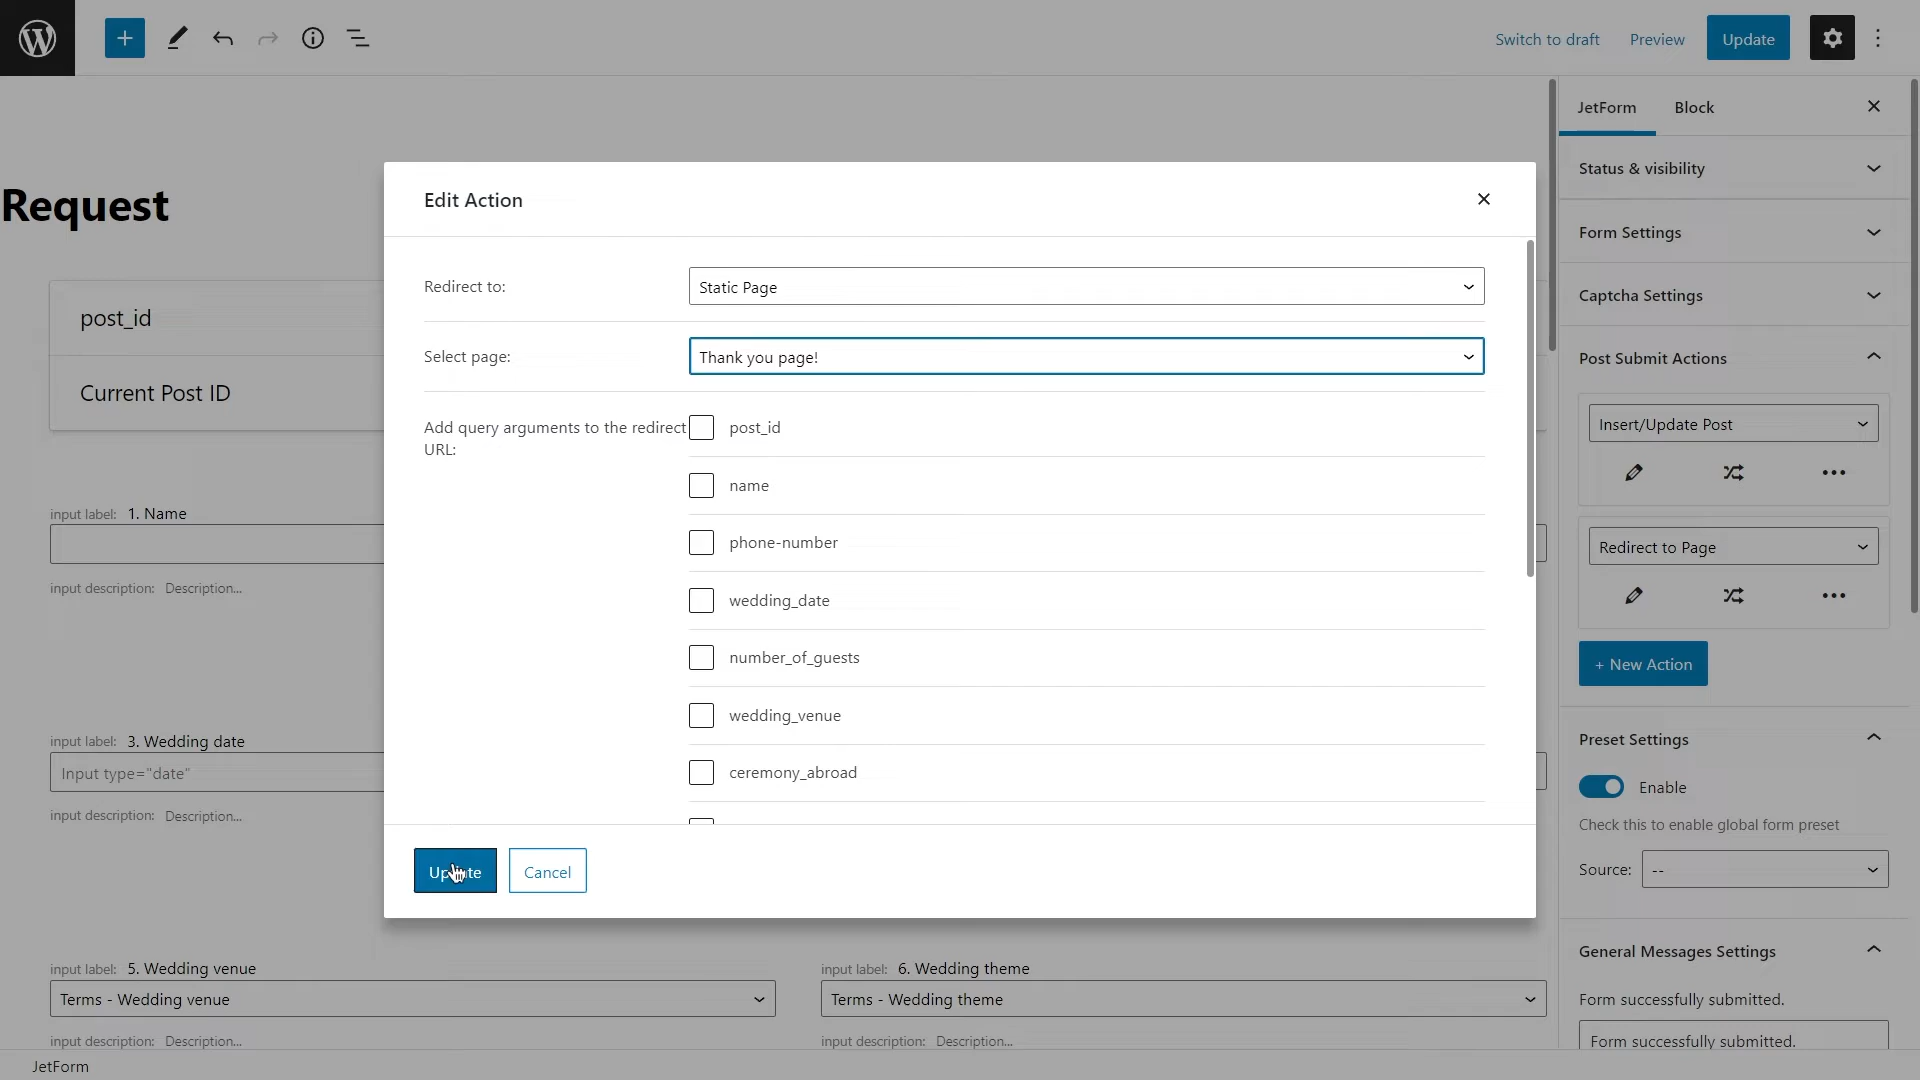 Switch to draft
Preview
Update
JetForm
Block
Status & visibility
Form Settings
Captcha Settings
Post Submit Actions
Insert/Update Post
Redirect to Page
+ New Action
Preset Settings
Enable
Check this to enable global form preset
Source: --
General Messages Settings
Form successfully submitted.
Form successfully submitted.
Request
post_id
Current Post ID
input label: 1. Name
input description: Description...
input label: 3. Wedding date
Input type="date"
input description: Description...
input label: 5. Wedding venue
Terms - Wedding venue
input description: Description...
input label: 6. Wedding theme
Terms - Wedding theme
input description: Description...
Edit Action
Redirect to: Static Page
Select page: Thank you page!
Add query arguments to the redirect
URL:
post_id
name
phone-number
wedding_date
number_of_guests
wedding_venue
ceremony_abroad
Update
Cancel
JetForm